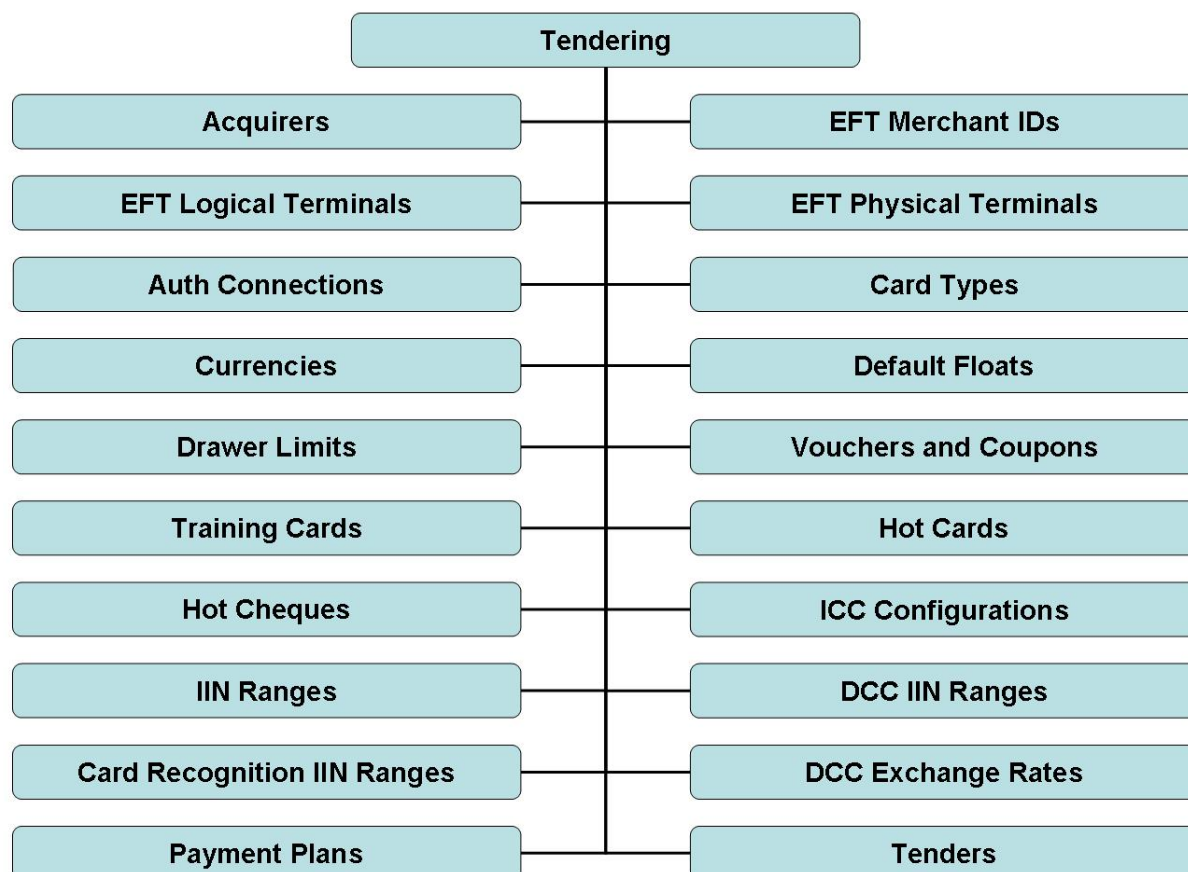 Tendering
Acquirers
EFT Merchant IDs
EFT Logical Terminals
EFT Physical Terminals
Auth Connections
Card Types
Currencies
Default Floats
Drawer Limits
Vouchers and Coupons
Training Cards
Hot Cards
Hot Cheques
ICC Configurations
IIN Ranges
DCC IIN Ranges
Card Recognition IIN Ranges
DCC Exchange Rates
Payment Plans
Tenders